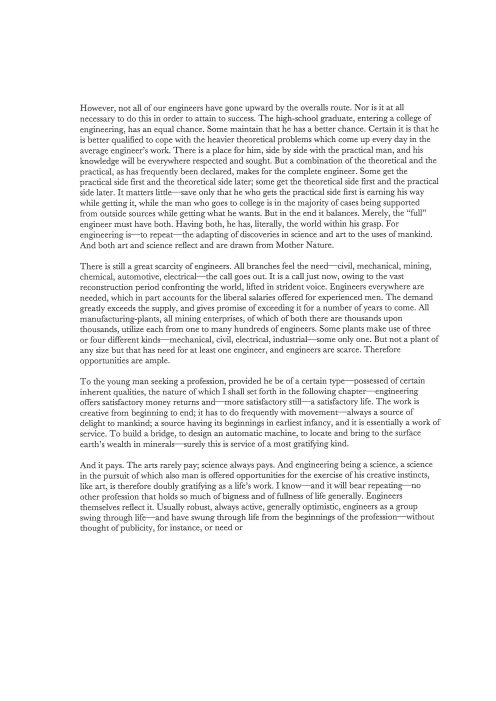 However, not all of our engineers have gone upward by the overalls route. Nor is it at all
necessary to do this in order to attain to success. The high-school graduate, entering a college of
engineering, has an equal chance. Some maintain that he has a better chance. Certain it is that he
is better qualified to cope with the heavier theoretical problems which come up every day in the
average engineer's work. There is a place for him, side by side with the practical man, and his
knowledge will be everywhere respected and sought. But a combination of the theoretical and the
practical, as has frequently been declared, makes for the complete engineer. Some get the
practical side first and the theoretical side later; some get the theoretical side first and the practical
side later. It matters little—save only that he who gets the practical side first is earning his way
while getting it, while the man who goes to college is in the majority of cases being supported
from outside sources while getting what he wants. But in the end it balances. Merely, the "full"
engineer must have both. Having both, he has, literally, the world within his grasp. For
engineering is—to repeat—the adapting of discoveries in science and art to the uses of mankind.
And both art and science reflect and are drawn from Mother Nature.

There is still a great scarcity of engineers. All branches feel the need—civil, mechanical, mining,
chemical, automotive, electrical—the call goes out. It is a call just now, owing to the vast
reconstruction period confronting the world, lifted in strident voice. Engineers everywhere are
needed, which in part accounts for the liberal salaries offered for experienced men. The demand
greatly exceeds the supply, and gives promise of exceeding it for a number of years to come. All
manufacturing-plants, all mining enterprises, of which of both there are thousands upon
thousands, utilize each from one to many hundreds of engineers. Some plants make use of three
or four different kinds—mechanical, civil, electrical, industrial—some only one. But not a plant of
any size but that has need for at least one engineer, and engineers are scarce. Therefore
opportunities are ample.

To the young man seeking a profession, provided he be of a certain type—possessed of certain
inherent qualities, the nature of which I shall set forth in the following chapter—engineering
offers satisfactory money returns and—more satisfactory still—a satisfactory life. The work is
creative from beginning to end; it has to do frequently with movement—always a source of
delight to mankind; a source having its beginnings in earliest infancy, and it is essentially a work of
service. To build a bridge, to design an automatic machine, to locate and bring to the surface
earth's wealth in minerals—surely this is service of a most gratifying kind.

And it pays. The arts rarely pay; science always pays. And engineering being a science, a science
in the pursuit of which also man is offered opportunities for the exercise of his creative instincts,
like art, is therefore doubly gratifying as a life's work. I know—and it will bear repeating—no
other profession that holds so much of bigness and of fullness of life generally. Engineers
themselves reflect it. Usually robust, always active, generally optimistic, engineers as a group
swing through life—and have swung through life from the beginnings of the profession—without
thought of publicity, for instance, or need or